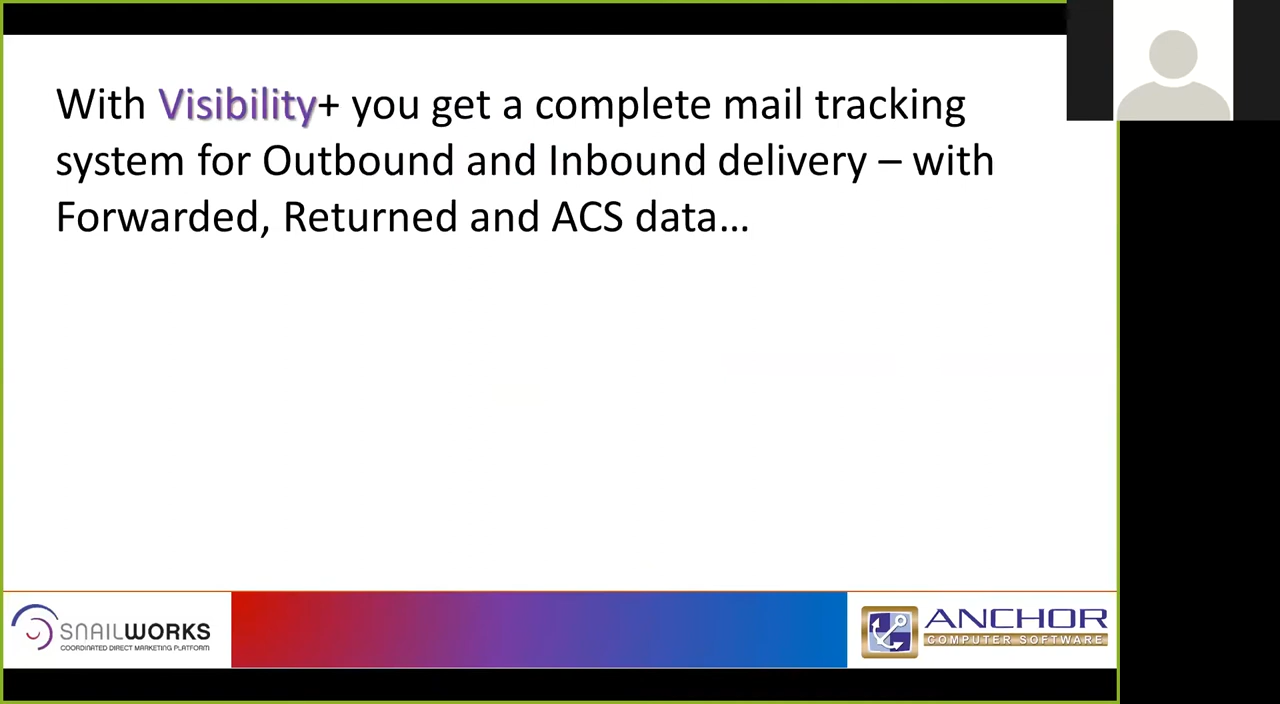 With Visibility+ you get a complete mail tracking
system for Outbound and Inbound delivery – with
Forwarded, Returned and ACS data...
SNAILWORKS
COORDINATED DIRECT MARKETING PLATFORM
ANCHOR
COMPUTER SOFTWARE